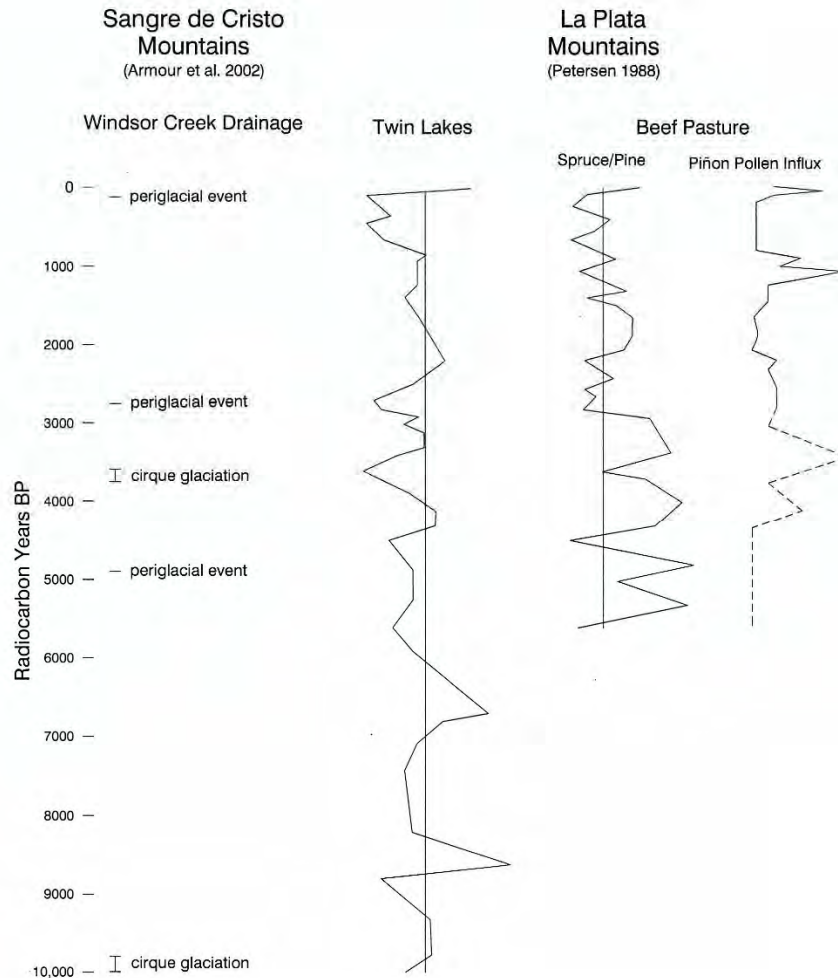 Sangre de Cristo
Mountains
(Armour et al. 2002)
La Plata
Mountains
(Petersen 1988)
Windsor Creek Drainage
Twin Lakes
Beef Pasture
Spruce/Pine
Piñon Pollen Influx
Radiocarbon Years BP
0
periglacial event
1000
2000
periglacial event
3000
cirque glaciation
4000
periglacial event
5000
6000
7000
8000
9000
cirque glaciation
10,000